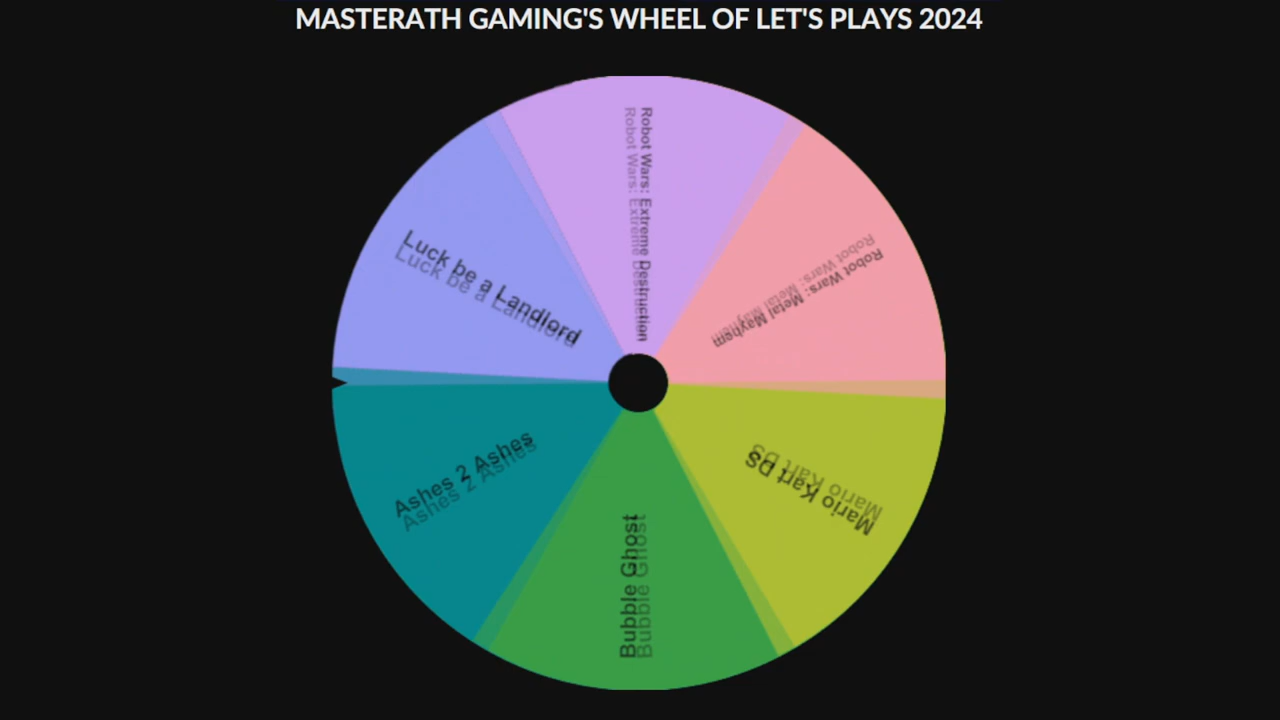 MASTERATH GAMING'S WHEEL OF LET'S PLAYS 2024
Robot Wars: Extreme Destruction
Robot Wars: Metal Mayhem
Mario Kart DS
Bubble Ghost
Ashes 2 Ashes
Luck be a Landlord